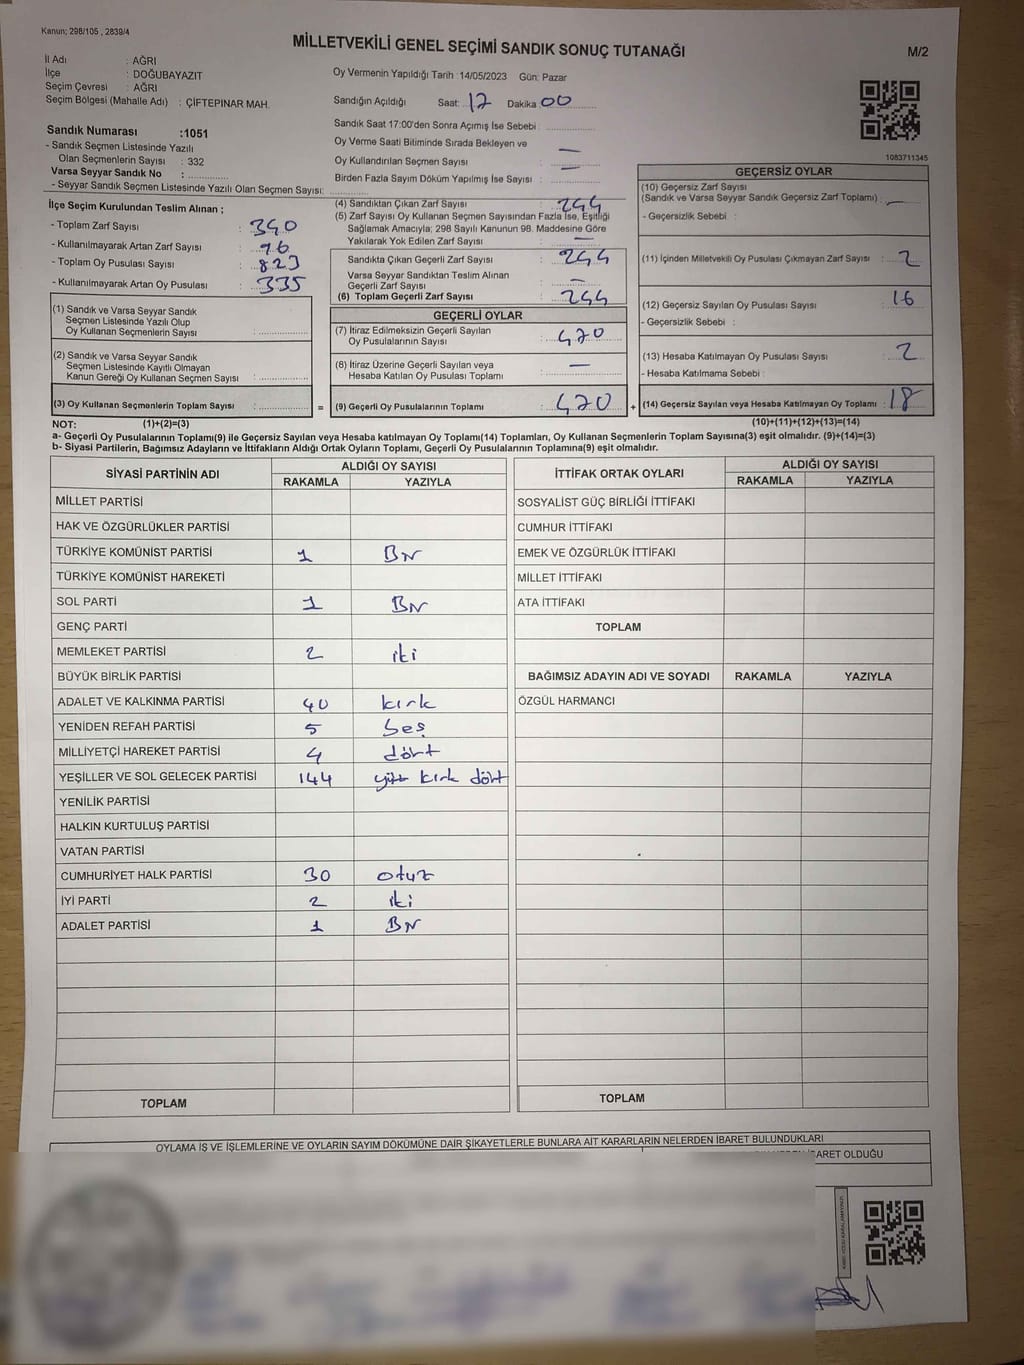 Kanun; 298/105 , 2839/4
MİLLETVEKİLİ GENEL SEÇİMİ SANDIK SONUÇ TUTANAĞI
M/2
İl Adı : AĞRI
İlçe : DOĞUBAYAZIT
Seçim Çevresi : AĞRI
Seçim Bölgesi (Mahalle Adı) : ÇİFTEPINAR MAH.
Oy Vermenin Yapıldığı Tarih :14/05/2023 Gün: Pazar
Sandığın Açıldığı Saat: 17 Dakika 00
Sandık Saat 17:00'den Sonra Açımış İse Sebebi :
Oy Verme Saati Bitiminde Sırada Bekleyen ve
Oy Kullandırılan Seçmen Sayısı : —
Birden Fazla Sayım Döküm Yapılmış İse Sayısı : —
Sandık Numarası :1051
- Sandık Seçmen Listesinde Yazılı
Olan Seçmenlerin Sayısı : 332
Varsa Seyyar Sandık No :
- Seyyar Sandık Seçmen Listesinde Yazılı Olan Seçmen Sayısı:
1083711345
İlçe Seçim Kurulundan Teslim Alınan :
- Toplam Zarf Sayısı : 340
- Kullanılmayarak Artan Zarf Sayısı : 96
- Toplam Oy Pusulası Sayısı : 823
- Kullanılmayarak Artan Oy Pusulası : 335
(1) Sandık ve Varsa Seyyar Sandık
Seçmen Listesinde Yazılı Olup
Oy Kullanan Seçmenlerin Sayısı :
(2) Sandık ve Varsa Seyyar Sandık
Seçmen Listesinde Kayıtlı Olmayan
Kanun Gereği Oy Kullanan Seçmen Sayısı :
(3) Oy Kullanan Seçmenlerin Toplam Sayısı : =
(4) Sandıktan Çıkan Zarf Sayısı : 244
(5) Zarf Sayısı Oy Kullanan Seçmen Sayısından Fazla İse, Eşitliği
Sağlamak Amacıyla; 298 Sayılı Kanunun 98. Maddesine Göre
Yakılarak Yok Edilen Zarf Sayısı : —
Sandıkta Çıkan Geçerli Zarf Sayısı : 244
Varsa Seyyar Sandıktan Teslim Alınan
Geçerli Zarf Sayısı : —
(6) Toplam Geçerli Zarf Sayısı : 244
GEÇERLİ OYLAR
(7) İtiraz Edilmeksizin Geçerli Sayılan
Oy Pusulalarının Sayısı : 470
(8) İtiraz Üzerine Geçerli Sayılan veya
Hesaba Katılan Oy Pusulası Toplamı : —
(9) Geçerli Oy Pusulalarının Toplamı : 470 +
GEÇERSİZ OYLAR
(10) Geçersiz Zarf Sayısı
(Sandık ve Varsa Seyyar Sandık Geçersiz Zarf Toplamı) : —
- Geçersizlik Sebebi :
(11) İçinden Milletvekili Oy Pusulası Çıkmayan Zarf Sayısı : 2
(12) Geçersiz Sayılan Oy Pusulası Sayısı : 16
- Geçersizlik Sebebi :
(13) Hesaba Katılmayan Oy Pusulası Sayısı : 2
- Hesaba Katılmama Sebebi :
(14) Geçersiz Sayılan veya Hesaba Katılmayan Oy Toplamı : 18
NOT: (1)+(2)=(3) (10)+(11)+(12)+(13)=(14)
a- Geçerli Oy Pusulalarının Toplamı(9) ile Geçersiz Sayılan veya Hesaba katılmayan Oy Toplamı(14) Toplamları, Oy Kullanan Seçmenlerin Toplam Sayısına(3) eşit olmalıdır. (9)+(14)=(3)
b- Siyasi Partilerin, Bağımsız Adayların ve İttifakların Aldığı Ortak Oyların Toplamı, Geçerli Oy Pusulalarının Toplamına(9) eşit olmalıdır.
SİYASİ PARTİNİN ADI ALDIĞI OY SAYISI
RAKAMLA YAZIYLA
MİLLET PARTİSİ
HAK VE ÖZGÜRLÜKLER PARTİSİ
TÜRKİYE KOMÜNİST PARTİSİ 1 Bir
TÜRKİYE KOMÜNİST HAREKETİ
SOL PARTİ 1 Bir
GENÇ PARTİ
MEMLEKET PARTİSİ 2 iki
BÜYÜK BİRLİK PARTİSİ
ADALET VE KALKINMA PARTİSİ 40 kırk
YENİDEN REFAH PARTİSİ 5 beş
MİLLİYETÇİ HAREKET PARTİSİ 4 dört
YEŞİLLER VE SOL GELECEK PARTİSİ 144 yüz kırk dört
YENİLİK PARTİSİ
HALKIN KURTULUŞ PARTİSİ
VATAN PARTİSİ
CUMHURİYET HALK PARTİSİ 30 otuz
İYİ PARTİ 2 iki
ADALET PARTİSİ 1 Bir
TOPLAM
İTTİFAK ORTAK OYLARI ALDIĞI OY SAYISI
RAKAMLA YAZIYLA
SOSYALİST GÜÇ BİRLİĞİ İTTİFAKI
CUMHUR İTTİFAKI
EMEK VE ÖZGÜRLÜK İTTİFAKI
MİLLET İTTİFAKI
ATA İTTİFAKI
TOPLAM
BAĞIMSIZ ADAYIN ADI VE SOYADI RAKAMLA YAZIYLA
ÖZGÜL HARMANCI
TOPLAM
OYLAMA İŞ VE İŞLEMLERİNE VE OYLARIN SAYIM DÖKÜMÜNE DAİR ŞİKAYETLERLE BUNLARA AİT KARARLARIN NELERDEN İBARET BULUNDUKLARI
OLDUĞU